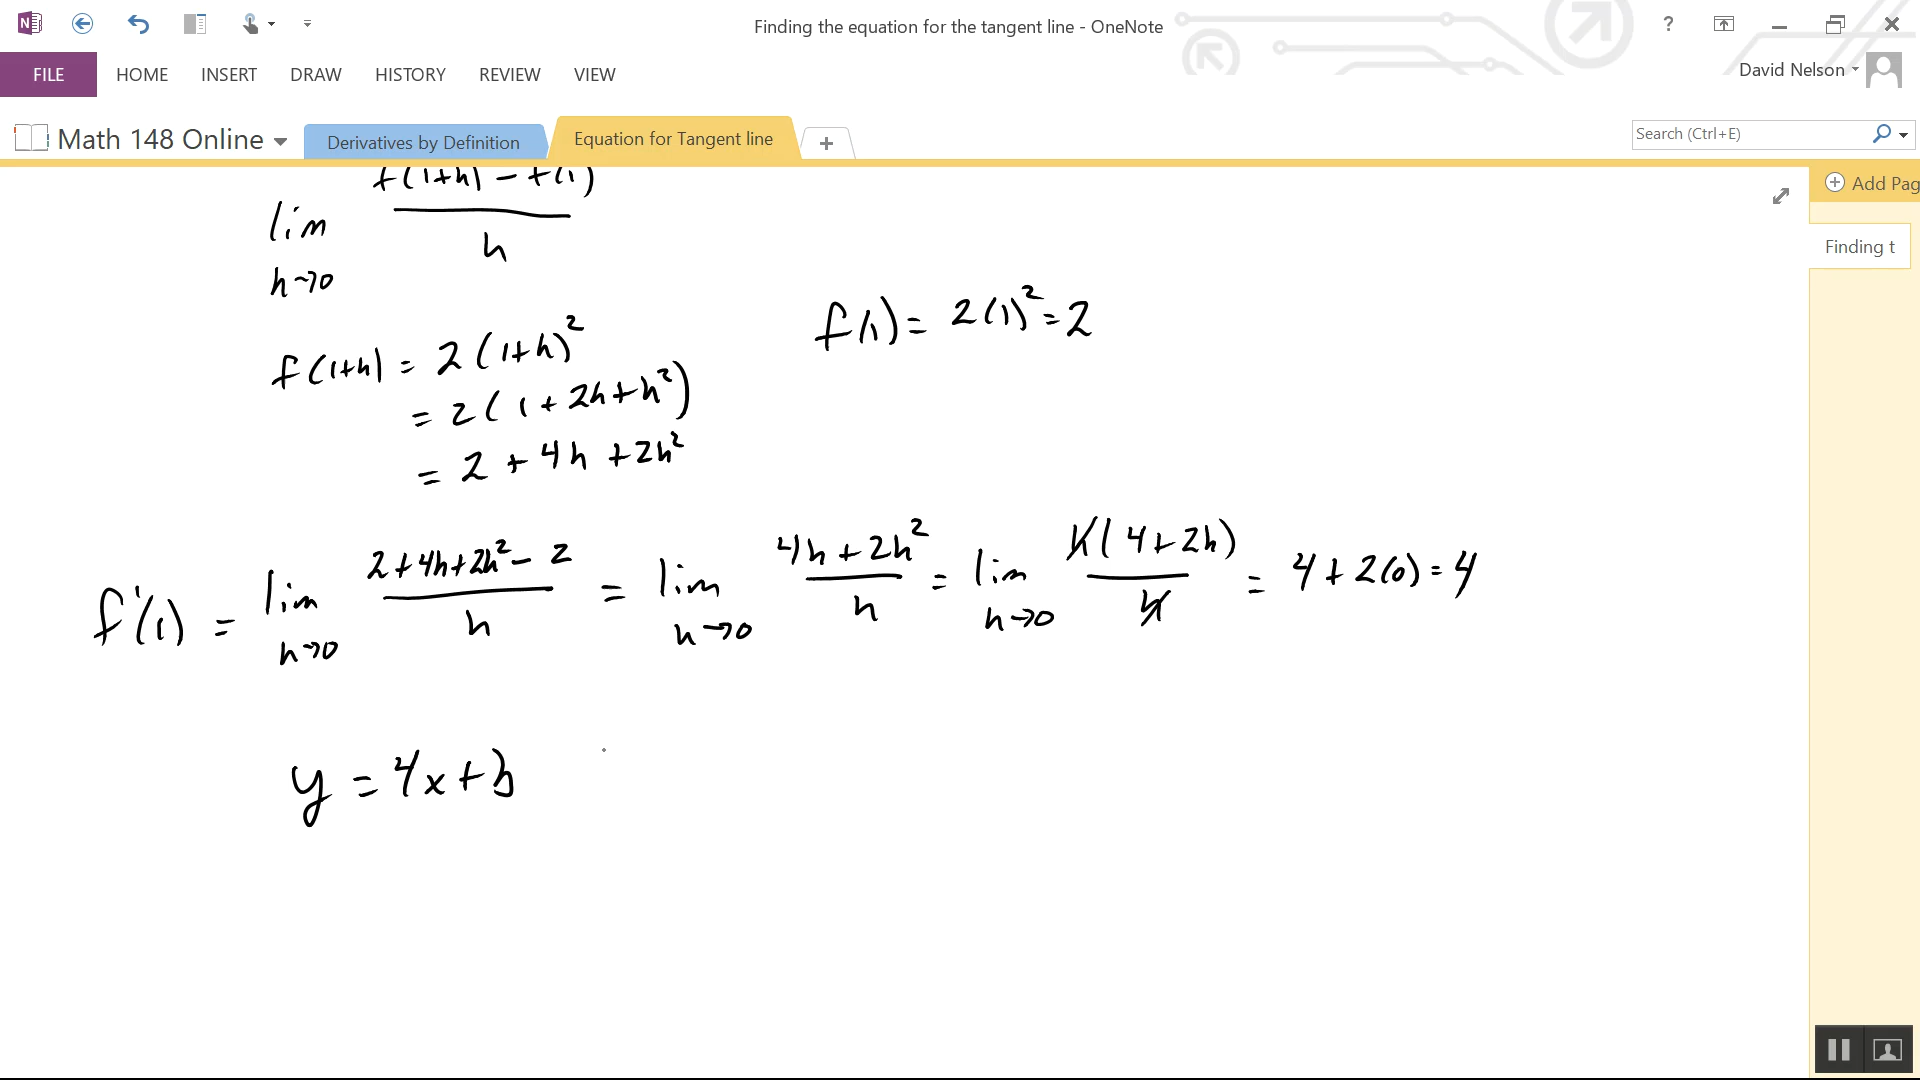 Finding the equation for the tangent line - OneNote
?
FILE HOME INSERT DRAW HISTORY REVIEW VIEW
David Nelson
Math 148 Online
Derivatives by Definition
Equation for Tangent line
+
Search (Ctrl+E)
Add Pag
Finding t
lim h→0 f(1+h) - f(1) / h
f(1+h) = 2(1+h)²
f(1) = 2(1)² = 2
= 2(1+2h+h²)
= 2 + 4h + 2h²
f'(1) = lim h→0 2+4h+2h²-2 / h = lim h→0 4h+2h² / h = lim h→0 h(4+2h) / h = 4+2(0) = 4
y = 4x+b